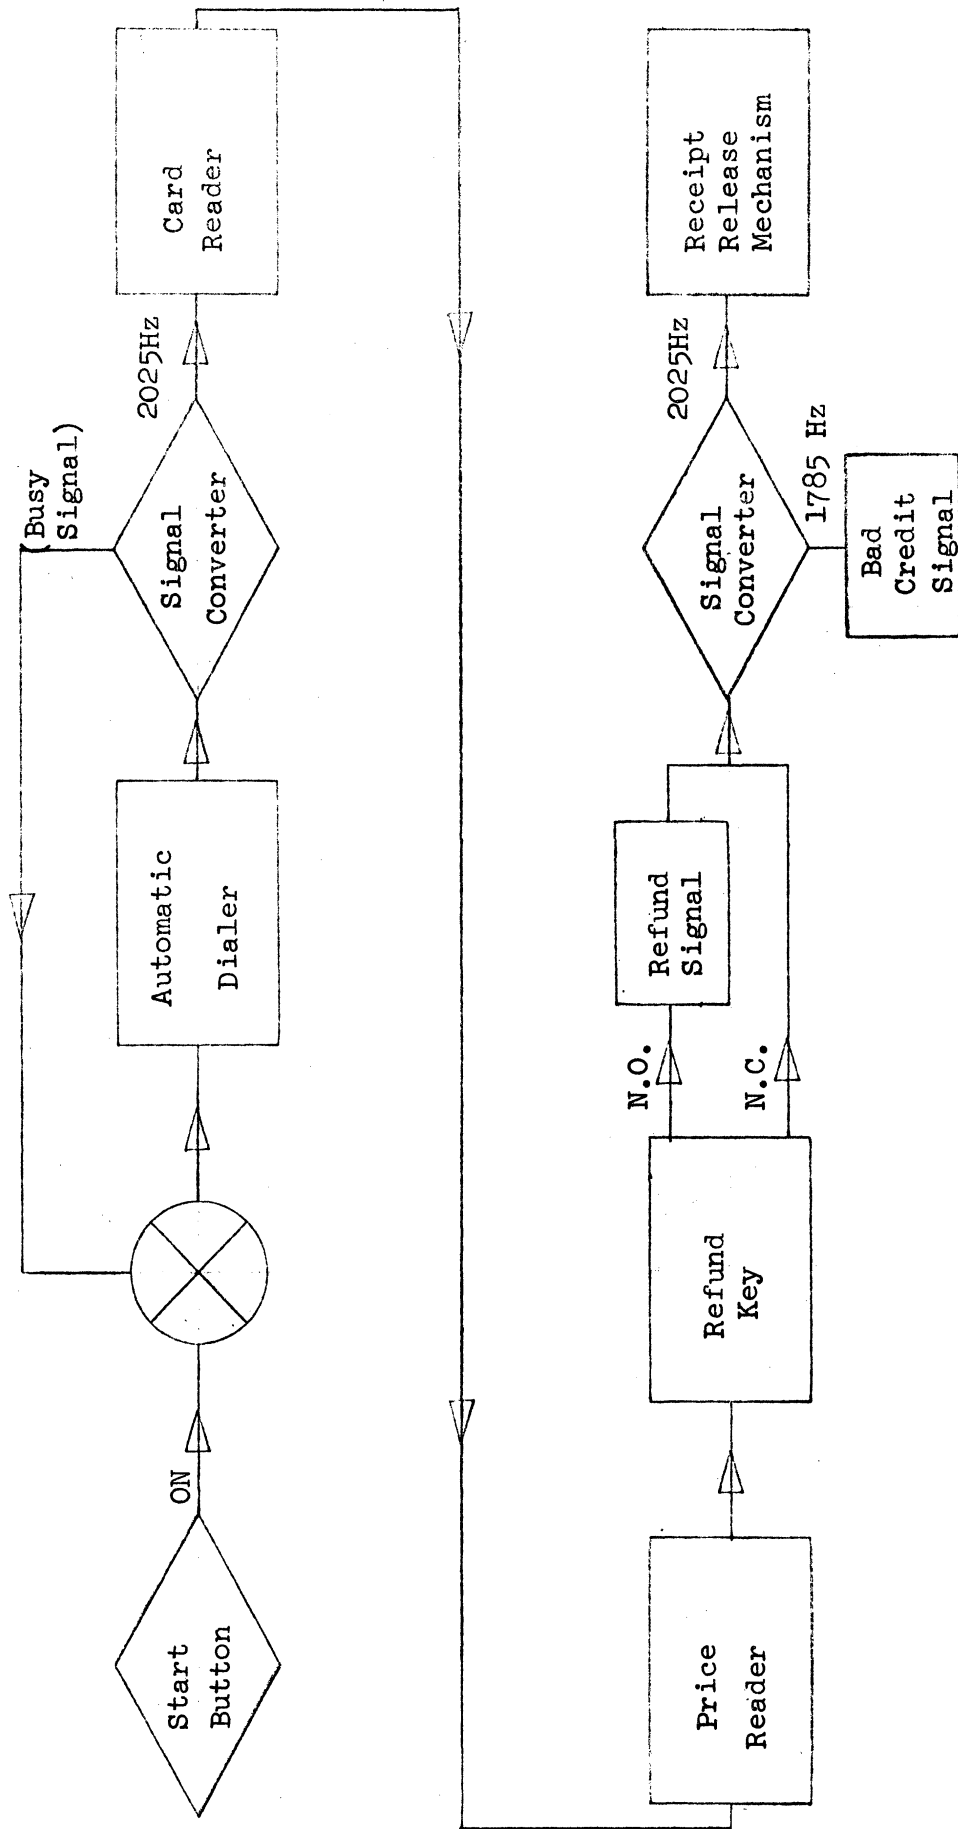 Start
Button
ON
Automatic
Dialer
(Busy
Signal)
Signal
Converter
2025Hz
Card
Reader
Price
Reader
Refund
Key
N.O.
N.C.
Refund
Signal
Signal
Converter
2025Hz
1785 Hz
Bad
Credit
Signal
Receipt
Release
Mechanism